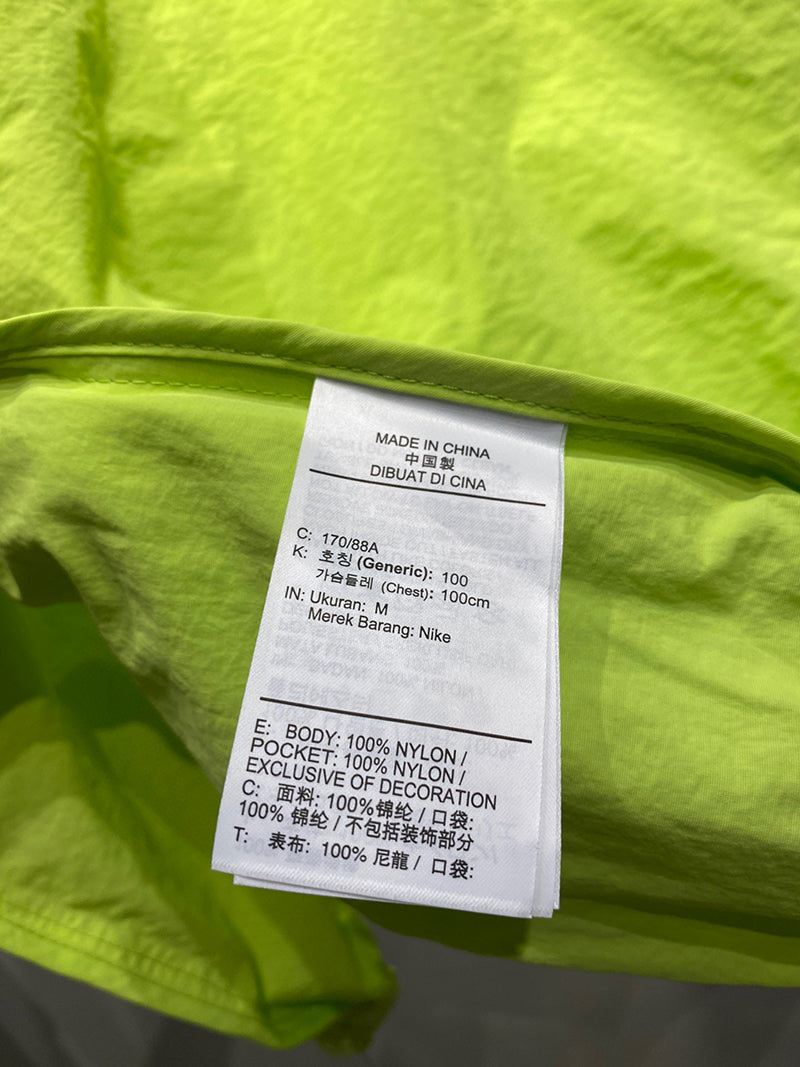 MADE IN CHINA
中国製
DIBUAT DI CINA
C: 170/88A
K: 호칭 (Generic): 100
가슴둘레 (Chest): 100cm
IN: Ukuran: M
Merek Barang: Nike
E: BODY: 100% NYLON /
POCKET: 100% NYLON /
EXCLUSIVE OF DECORATION
C: 面料: 100%锦纶 / 口袋:
100% 锦纶 / 不包括装饰部分
T: 表布: 100% 尼龍 / 口袋: